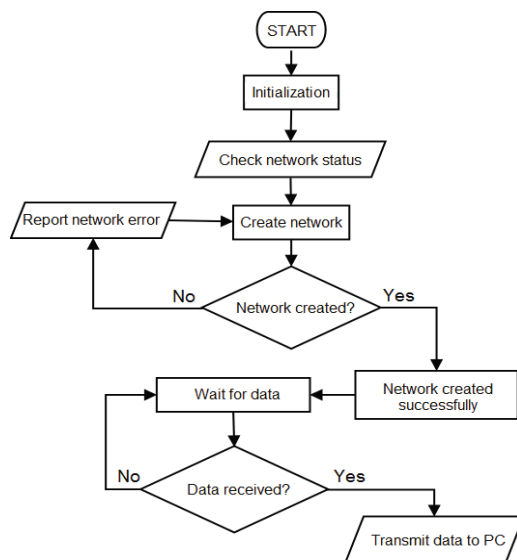 START
Initialization
Check network status
Report network error
Create network
No
Network created?
Yes
Network created
successfully
Wait for data
No
Data received?
Yes
Transmit data to PC